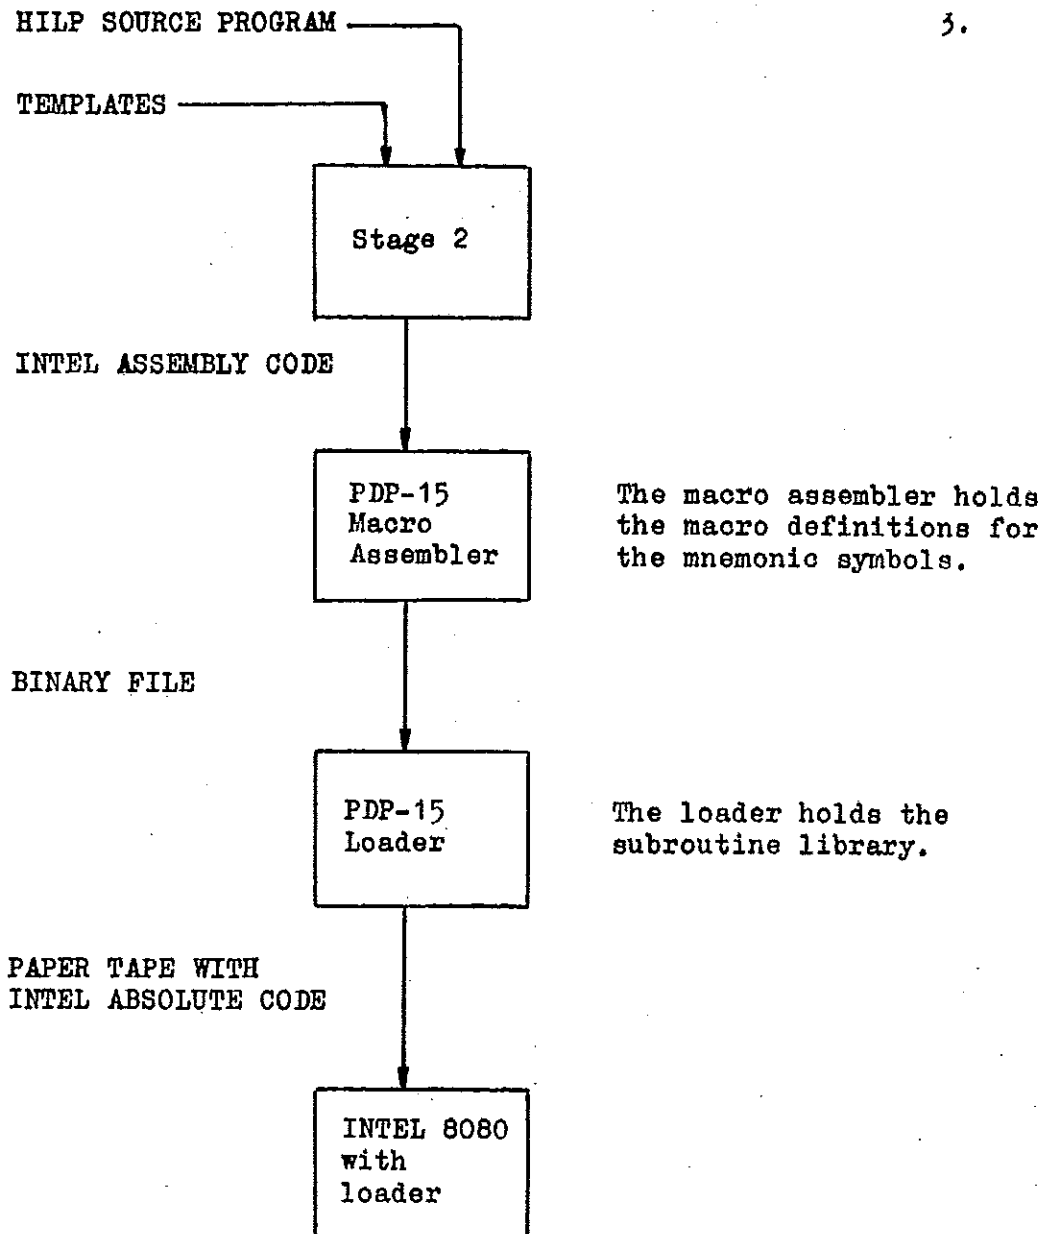 HILP SOURCE PROGRAM
3.
TEMPLATES
Stage 2
INTEL ASSEMBLY CODE
PDP-15
Macro
Assembler
The macro assembler holds
the macro definitions for
the mnemonic symbols.
BINARY FILE
PDP-15
Loader
The loader holds the
subroutine library.
PAPER TAPE WITH
INTEL ABSOLUTE CODE
INTEL 8080
with
loader